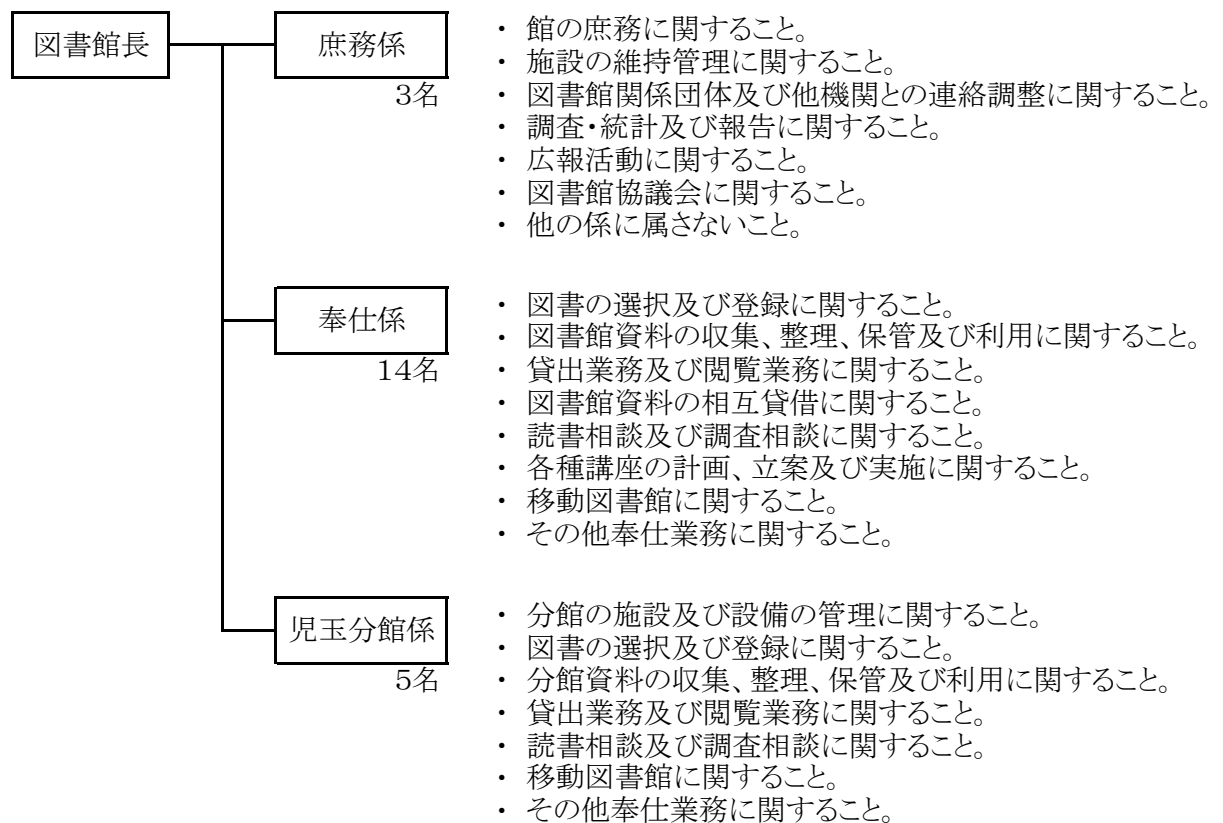 図書館長
庶務係
3名
・ 館の庶務に関すること。
・ 施設の維持管理に関すること。
・ 図書館関係団体及び他機関との連絡調整に関すること。
・ 調査・統計及び報告に関すること。
・ 広報活動に関すること。
・ 図書館協議会に関すること。
・ 他の係に属さないこと。
奉仕係
14名
・ 図書の選択及び登録に関すること。
・ 図書館資料の収集、整理、保管及び利用に関すること。
・ 貸出業務及び閲覧業務に関すること。
・ 図書館資料の相互貸借に関すること。
・ 読書相談及び調査相談に関すること。
・ 各種講座の計画、立案及び実施に関すること。
・ 移動図書館に関すること。
・ その他奉仕業務に関すること。
児玉分館係
5名
・ 分館の施設及び設備の管理に関すること。
・ 図書の選択及び登録に関すること。
・ 分館資料の収集、整理、保管及び利用に関すること。
・ 貸出業務及び閲覧業務に関すること。
・ 読書相談及び調査相談に関すること。
・ 移動図書館に関すること。
・ その他奉仕業務に関すること。